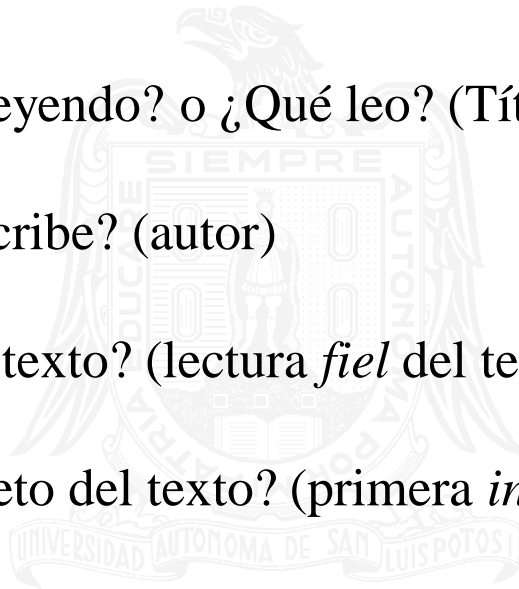 eyendo? o ¿Qué leo? (Tít
SIEMPRE AUTONOMA
cribe? (autor)
texto? (lectura fiel del te
eto del texto? (primera in
UNIVERSIDAD AUTONOMA DE SAN LUIS POTOSI